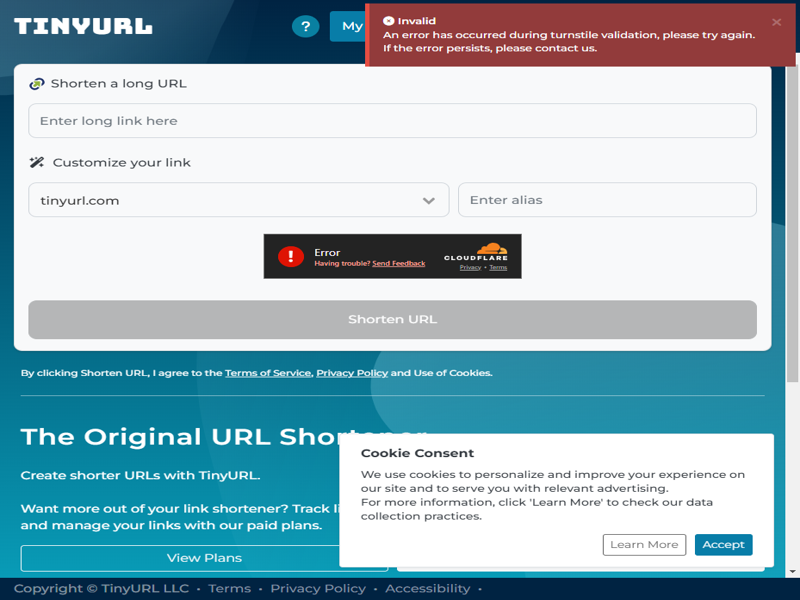 TINYURL
?
My
Invalid
An error has occurred during turnstile validation, please try again.
If the error persists, please contact us.
Shorten a long URL
Enter long link here
Customize your link
tinyurl.com
Enter alias
Error
Having trouble? Send Feedback
CLOUDFLARE
Privacy • Terms
Shorten URL
By clicking Shorten URL, I agree to the Terms of Service, Privacy Policy and Use of Cookies.
The Original URL Shortener
Create shorter URLs with TinyURL.
Want more out of your link shortener? Track li
and manage your links with our paid plans.
View Plans
Cookie Consent
We use cookies to personalize and improve your experience on
our site and to serve you with relevant advertising.
For more information, click 'Learn More' to check our data
collection practices.
Learn More
Accept
Copyright © TinyURL LLC • Terms • Privacy Policy • Accessibility •